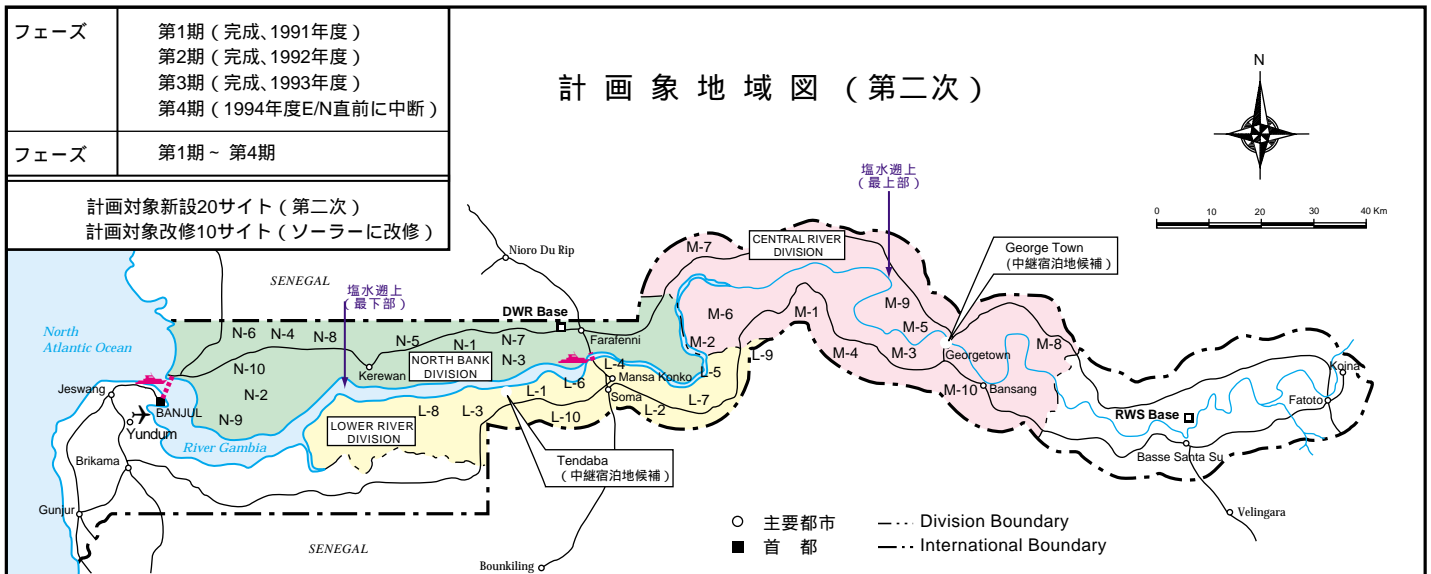 フェーズ
第1期（完成、1991年度）
第2期（完成、1992年度）
第3期（完成、1993年度）
第4期（1994年度E/N直前に中断）
フェーズ
第1期～ 第4期
計画対象新設20サイト（第二次）
計画対象改修10サイト（ソーラーに改修）
計 画 象 地 域 図 （第二次）
N
0 10 20 30 40 Km
塩水遡上
（最上部）
George Town
（中継宿泊地候補）
CENTRAL RIVER
DIVISION
M-7
Nioro Du Rip
SENEGAL
塩水遡上
（最下部）
DWR Base
North
Atlantic Ocean
N-6
N-4
N-8
N-5
N-1
N-7
Farafenni
M-6
M-1
M-9
M-5
M-2
M-4
M-3
M-8
Georgetown
N-10
Kerewan
NORTH BANK
DIVISION
N-3
L-4
L-9
L-5
Jeswang
N-2
BANJUL
L-1
L-6
Mansa Konko
Soma
M-10
Bansang
Koina
Fatoto
N-9
L-8
L-3
L-10
L-2
L-7
Yundum
River Gambia
LOWER RIVER
DIVISION
RWS Base
Basse Santa Su
Brikama
Tendaba
（中継宿泊地候補）
Gunjur
Velingara
SENEGAL
Bounkiling
主要都市
首 都
Division Boundary
International Boundary